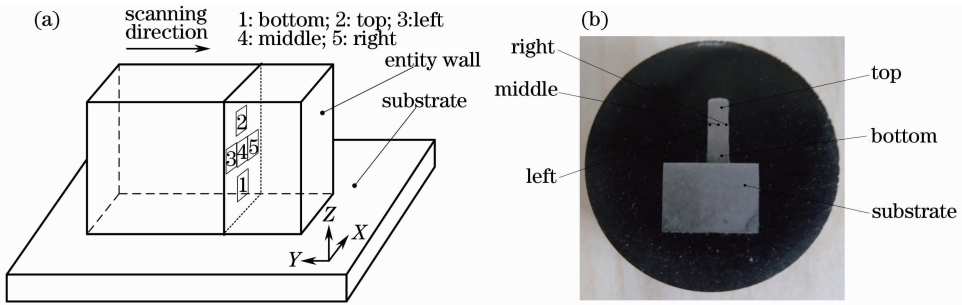 (a)
scanning
direction
1: bottom; 2: top; 3:left
4: middle; 5: right
entity wall
substrate
2
3 4 5
1
Z
X
Y
(b)
right
middle
left
top
bottom
substrate